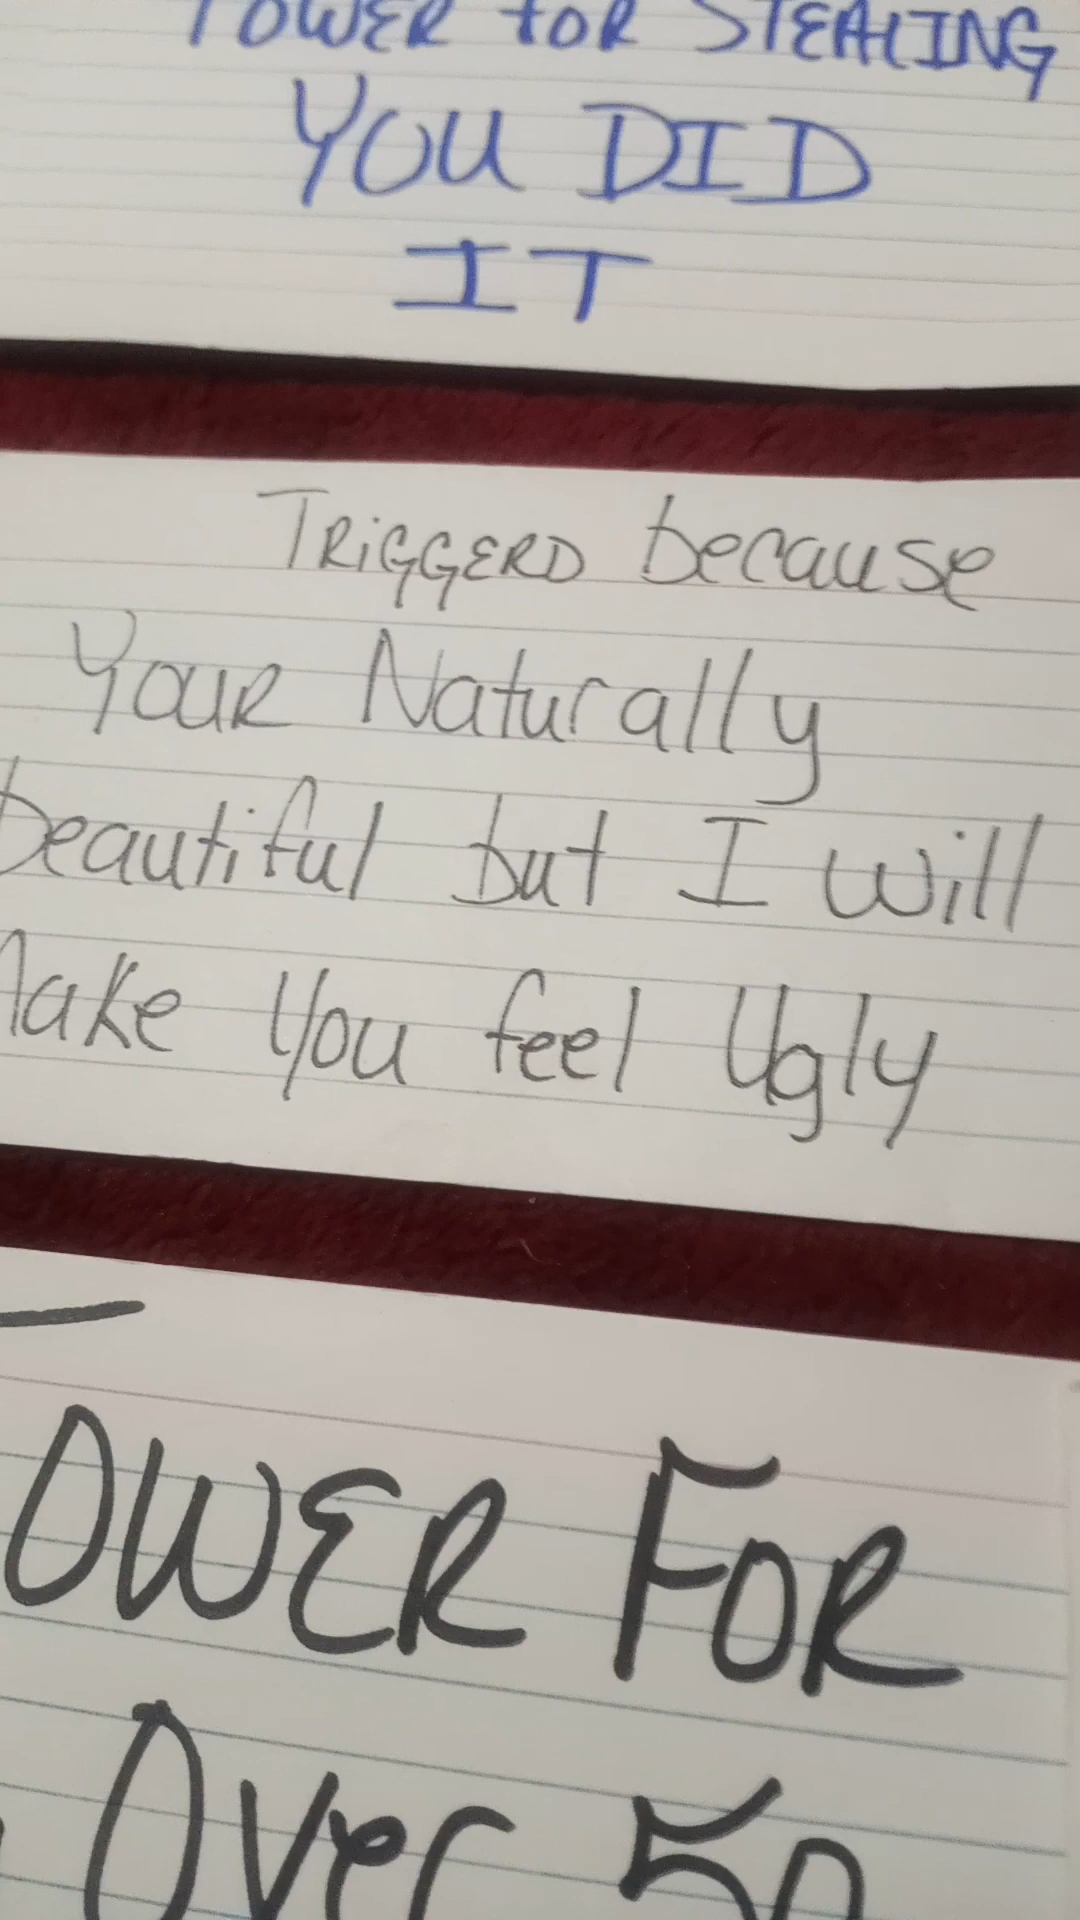 TOWER FOR STEALING
YOU DID
IT
TRiGGERD because
YOUR Naturally
beautiful but I will
Make You feel Ugly
OWER FOR
Over 50